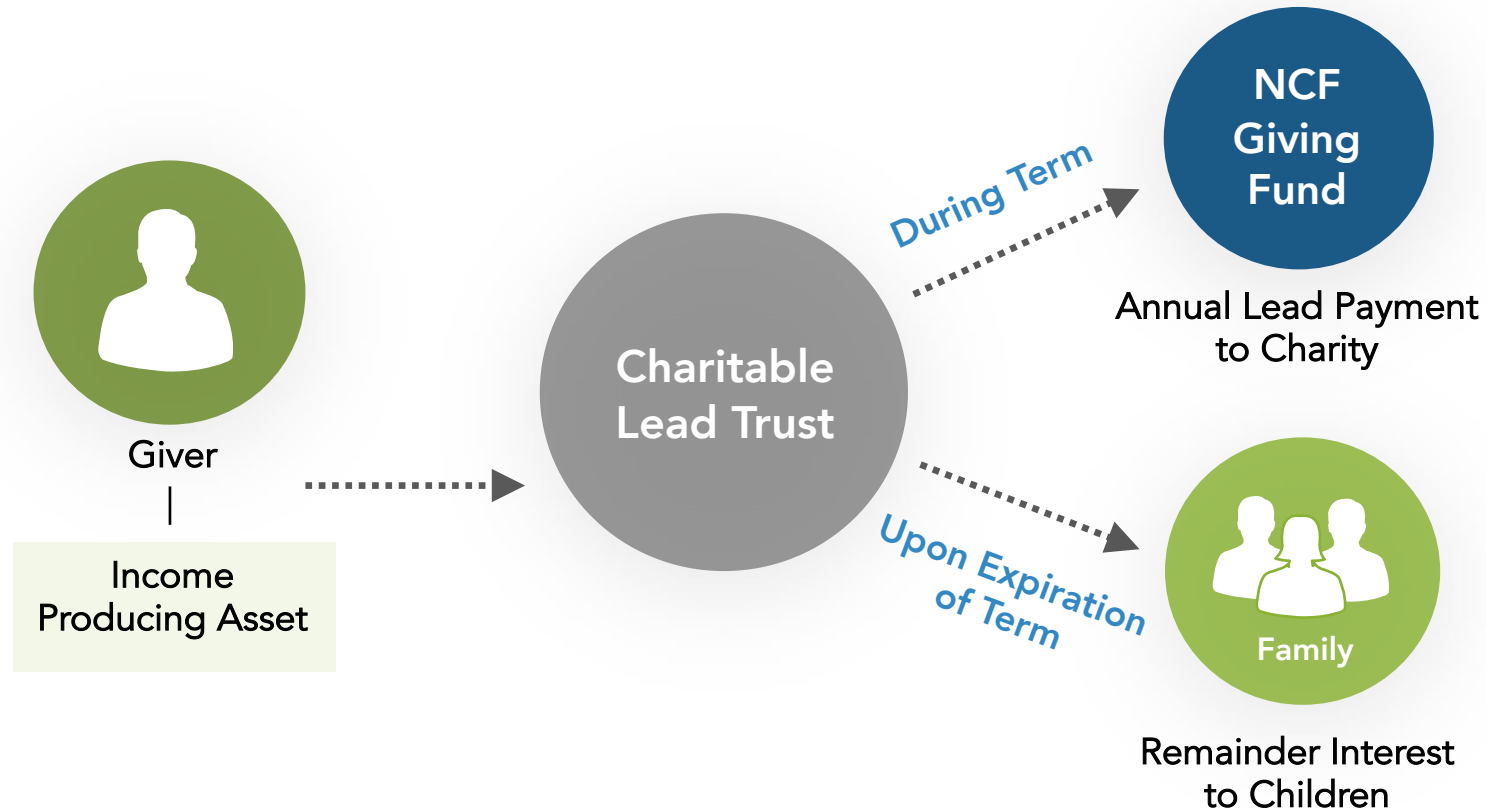 Giver
Income
Producing Asset
Charitable
Lead Trust
During Term
NCF
Giving
Fund
Annual Lead Payment
to Charity
Upon Expiration
of Term
Family
Remainder Interest
to Children